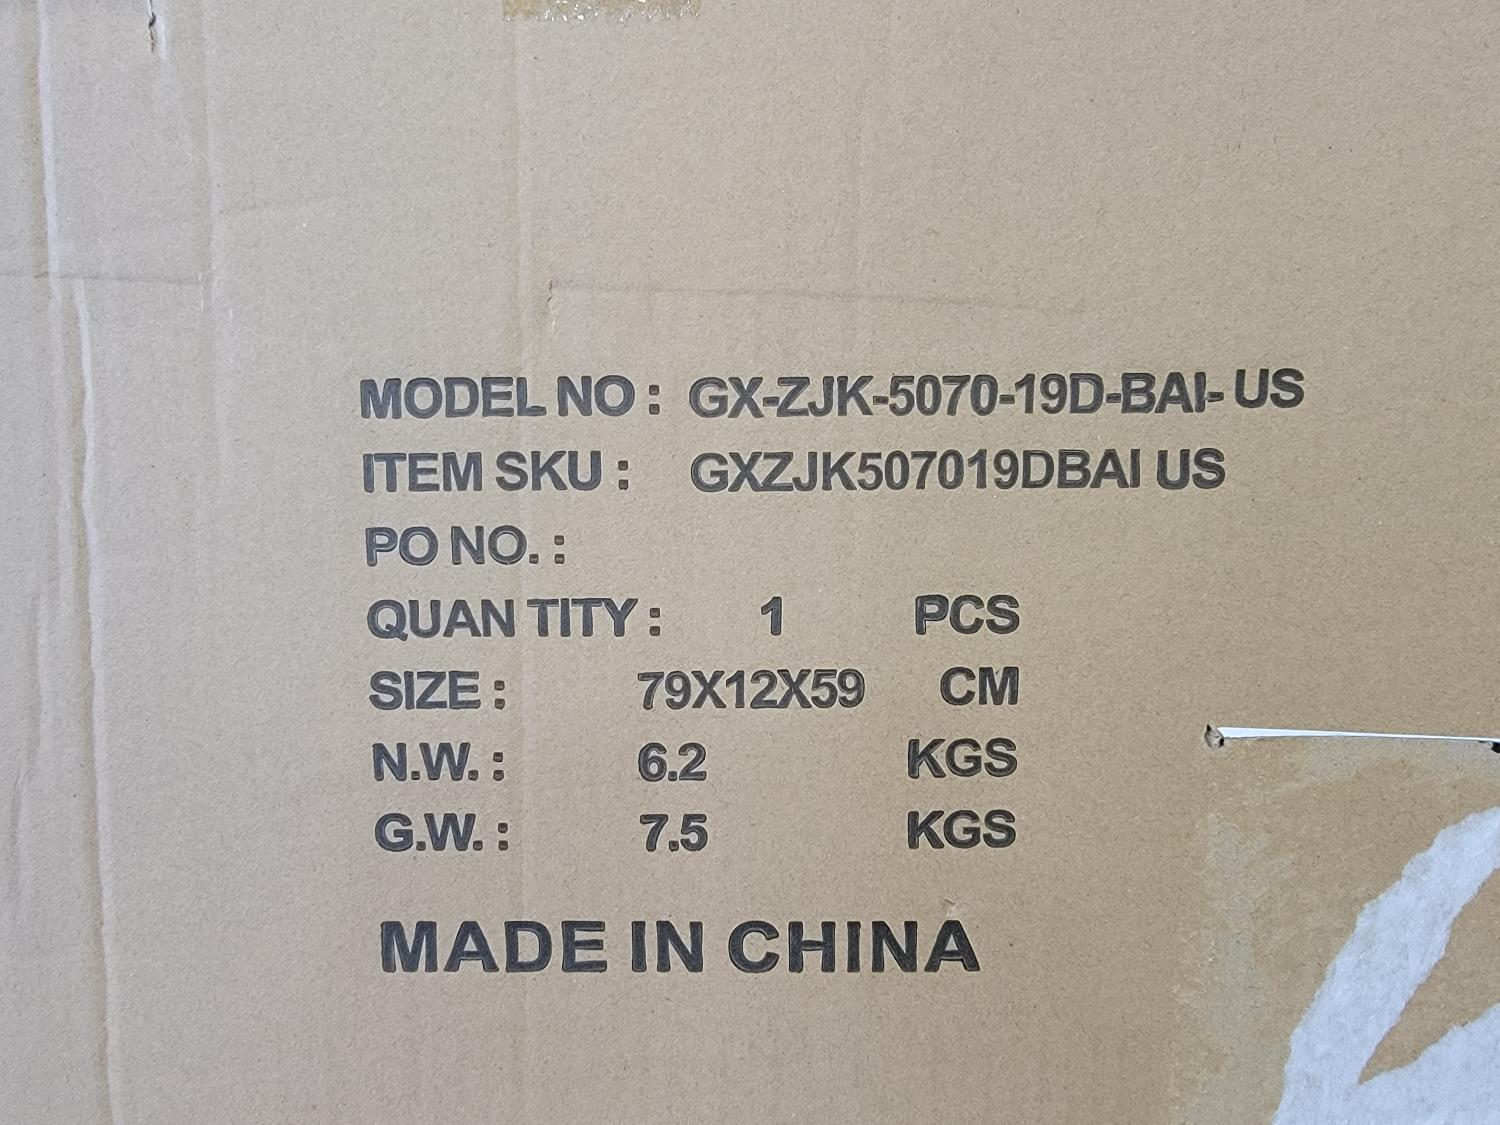 MODEL NO : GX-ZJK-5070-19D-BAI- US
ITEM SKU : GXZJK507019DBAI US
PO NO. :
QUAN TITY : 1 PCS
SIZE : 79X12X59 CM
N.W. : 6.2 KGS
G.W. : 7.5 KGS
MADE IN CHINA